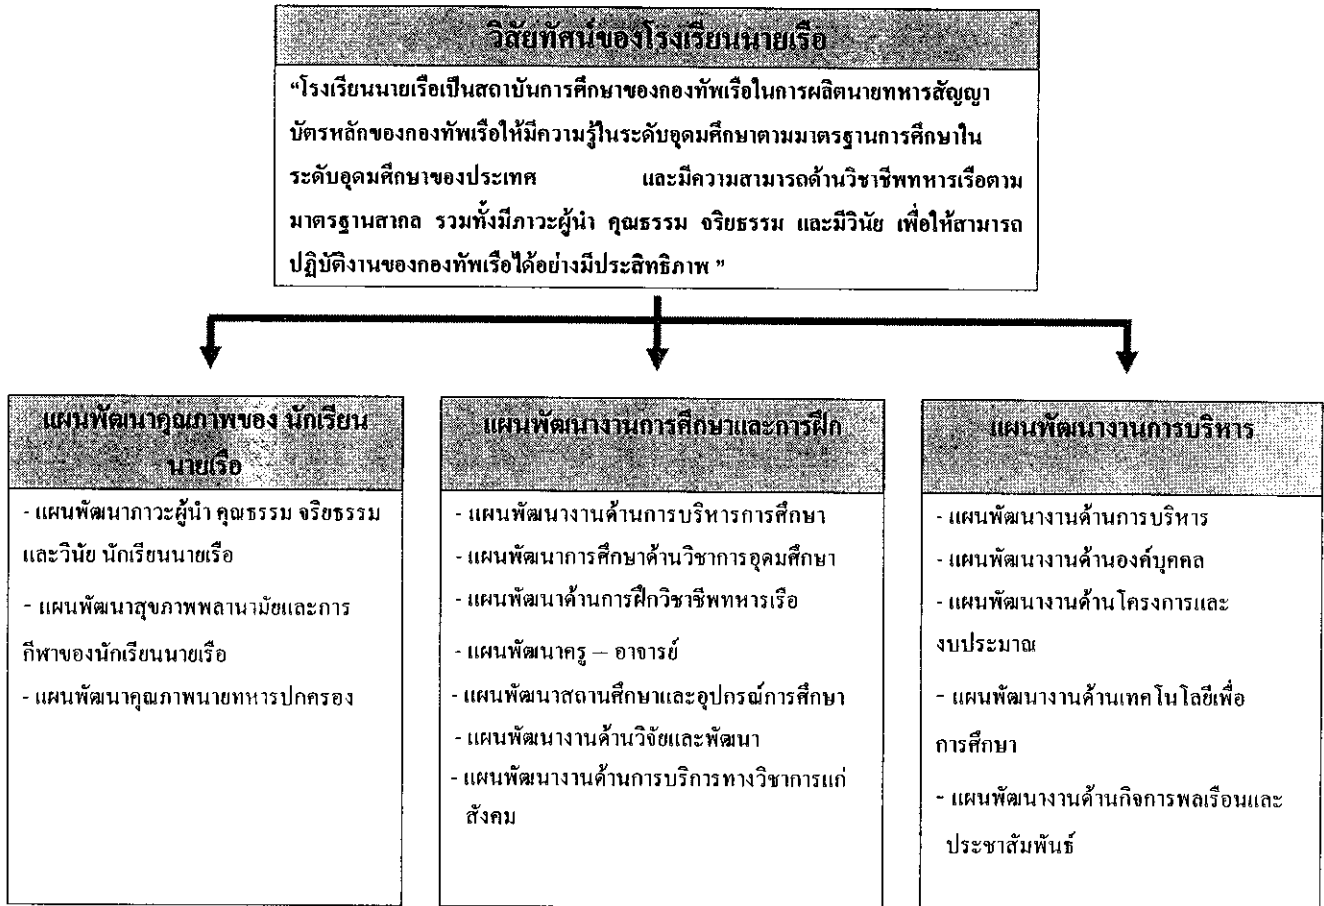 วิสัยทัศน์ของโรงเรียนนายเรือ
“โรงเรียนนายเรือเป็นสถาบันการศึกษาของกองทัพเรือในการผลิตนายทหารสัญญา
บัตรหลักของกองทัพเรือให้มีความรู้ในระดับอุดมศึกษาตามมาตรฐานการศึกษาใน
ระดับอุดมศึกษาของประเทศ และมีความสามารถด้านวิชาชีพทหารเรือตาม
มาตรฐานสากล รวมทั้งมีภาวะผู้นำ คุณธรรม จริยธรรม และมีวินัย เพื่อให้สามารถ
ปฏิบัติงานของกองทัพเรือได้อย่างมีประสิทธิภาพ ”
แผนพัฒนาคุณภาพของ นักเรียน
นายเรือ
- แผนพัฒนาภาวะผู้นำ คุณธรรม จริยธรรม
และวินัย นักเรียนนายเรือ
- แผนพัฒนาสุขภาพพลานามัยและการ
กีฬาของนักเรียนนายเรือ
- แผนพัฒนาคุณภาพนายทหารปกครอง
แผนพัฒนางานการศึกษาและการฝึก
- แผนพัฒนางานด้านการบริหารการศึกษา
- แผนพัฒนาการศึกษาด้านวิชาการอุดมศึกษา
- แผนพัฒนาด้านการฝึกวิชาชีพทหารเรือ
- แผนพัฒนาครู – อาจารย์
- แผนพัฒนาสถานศึกษาและอุปกรณ์การศึกษา
- แผนพัฒนางานด้านวิจัยและพัฒนา
- แผนพัฒนางานด้านการบริการทางวิชาการแก่
สังคม
แผนพัฒนางานการบริหาร
- แผนพัฒนางานด้านการบริหาร
- แผนพัฒนางานด้านองค์บุคคล
- แผนพัฒนางานด้านโครงการและ
งบประมาณ
- แผนพัฒนางานด้านเทคโนโลยีเพื่อ
การศึกษา
- แผนพัฒนางานด้านกิจการพลเรือนและ
ประชาสัมพันธ์